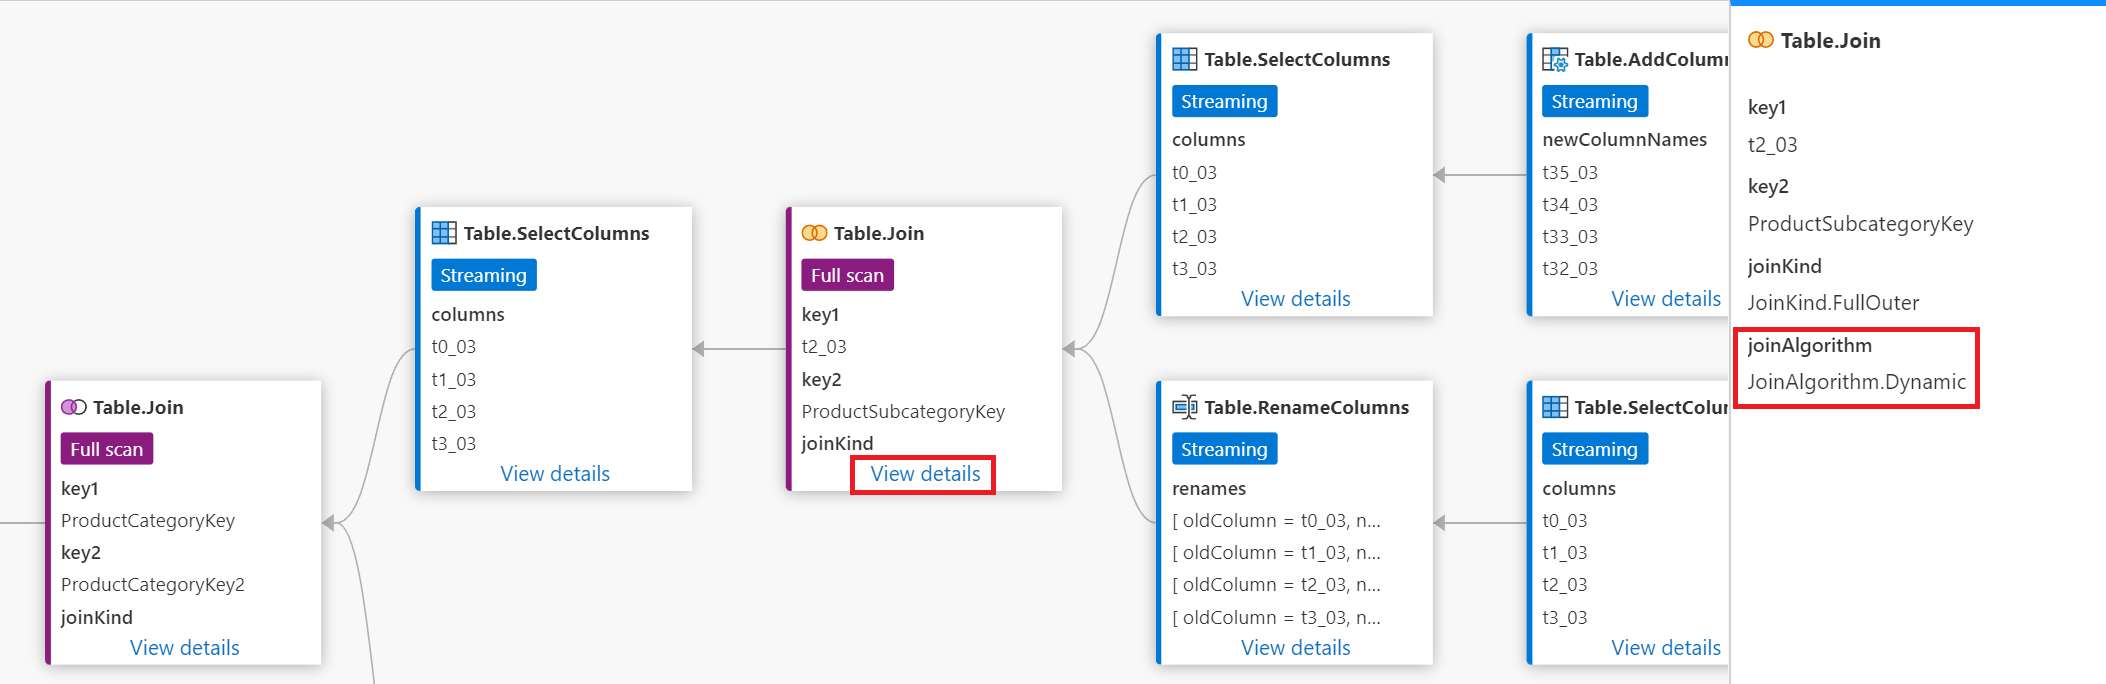 Table.Join
Full scan
key1
ProductCategoryKey
key2
ProductCategoryKey2
joinKind
View details
Table.SelectColumns
Streaming
columns
t0_03
t1_03
t2_03
t3_03
View details
Table.Join
Full scan
key1
t2_03
key2
ProductSubcategoryKey
joinKind
View details
Table.SelectColumns
Streaming
columns
t0_03
t1_03
t2_03
t3_03
View details
Table.RenameColumns
Streaming
renames
[ oldColumn = t0_03, n...
[ oldColumn = t1_03, n...
[ oldColumn = t2_03, n...
[ oldColumn = t3_03, n...
View details
Table.AddColumn
Streaming
newColumnNames
t35_03
t34_03
t33_03
t32_03
View details
Table.SelectColu
Streaming
columns
t0_03
t1_03
t2_03
t3_03
View details
Table.Join
key1
t2_03
key2
ProductSubcategoryKey
joinKind
JoinKind.FullOuter
joinAlgorithm
JoinAlgorithm.Dynamic